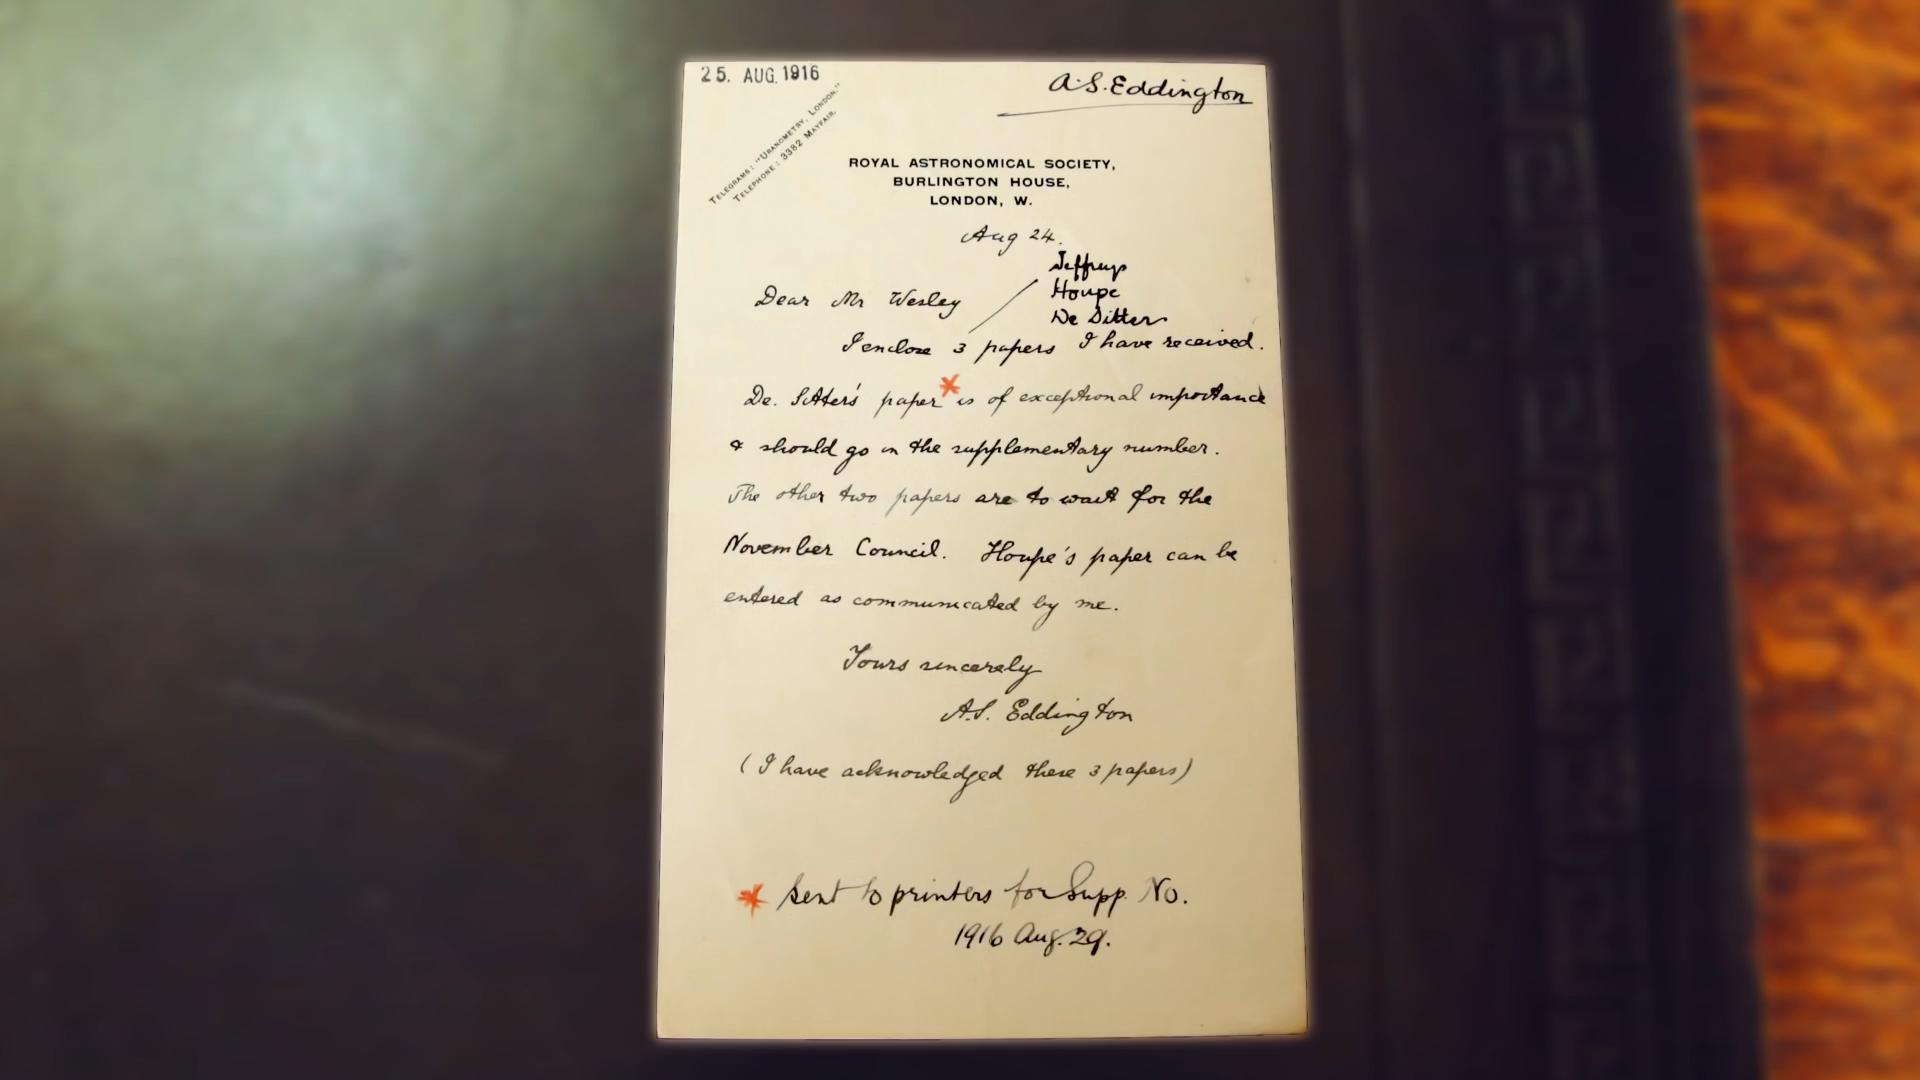 25. AUG. 1916
A.S. Eddington
TELEGRAMS: "URANOMETRY, LONDON."
TELEPHONE: 3382 MAYFAIR.
ROYAL ASTRONOMICAL SOCIETY,
BURLINGTON HOUSE,
LONDON, W.
Aug 24.
Jeffreys
Houpe
De Sitter
Dear Mr Wesley
I enclose 3 papers I have received.
De. Sitter's paper * is of exceptional importance
& should go in the supplementary number.
The other two papers are to wait for the
November Council. Houpe's paper can be
entered as communicated by me.
Yours sincerely
A.S. Eddington
(I have acknowledged these 3 papers)
* Sent to printers for Supp. No.
1916 Aug. 29.